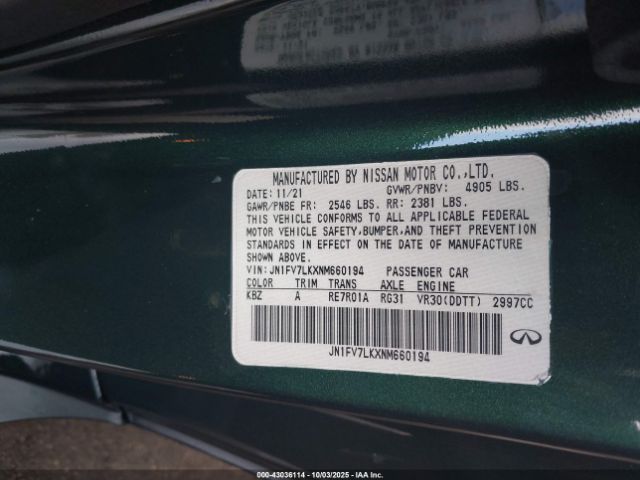 MANUFACTURED BY NISSAN MOTOR CO.,LTD.
DATE: 11/21 GVWR/PNBV: 4905 LBS.
GAWR/PNBE FR: 2546 LBS. RR: 2381 LBS.
THIS VEHICLE CONFORMS TO ALL APPLICABLE FEDERAL
MOTOR VEHICLE SAFETY,BUMPER,AND THEFT PREVENTION
STANDARDS IN EFFECT ON THE DATE OF MANUFACTURE
SHOWN ABOVE.
VIN: JN1FV7LKXNM660194 PASSENGER CAR
COLOR TRIM TRANS AXLE ENGINE
KBZ A RE7R01A RG31 VR30(DDTT) 2997CC
JN1FV7LKXNM660194
000-43036114 - 10/03/2025 - IAAI.COM